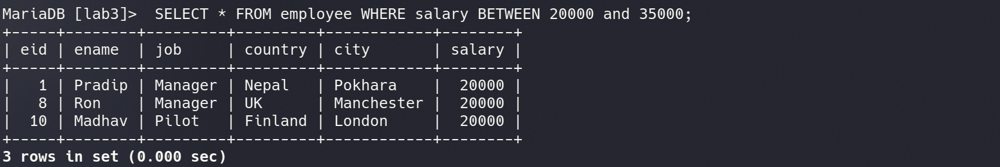 MariaDB [lab3]>  SELECT * FROM employee WHERE salary BETWEEN 20000 and 35000;
+-----+--------+---------+---------+------------+--------+
| eid | ename  | job     | country | city       | salary |
+-----+--------+---------+---------+------------+--------+
|   1 | Pradip | Manager | Nepal   | Pokhara    |  20000 |
|   8 | Ron    | Manager | UK      | Manchester |  20000 |
|  10 | Madhav | Pilot   | Finland | London     |  20000 |
+-----+--------+---------+---------+------------+--------+
3 rows in set (0.000 sec)